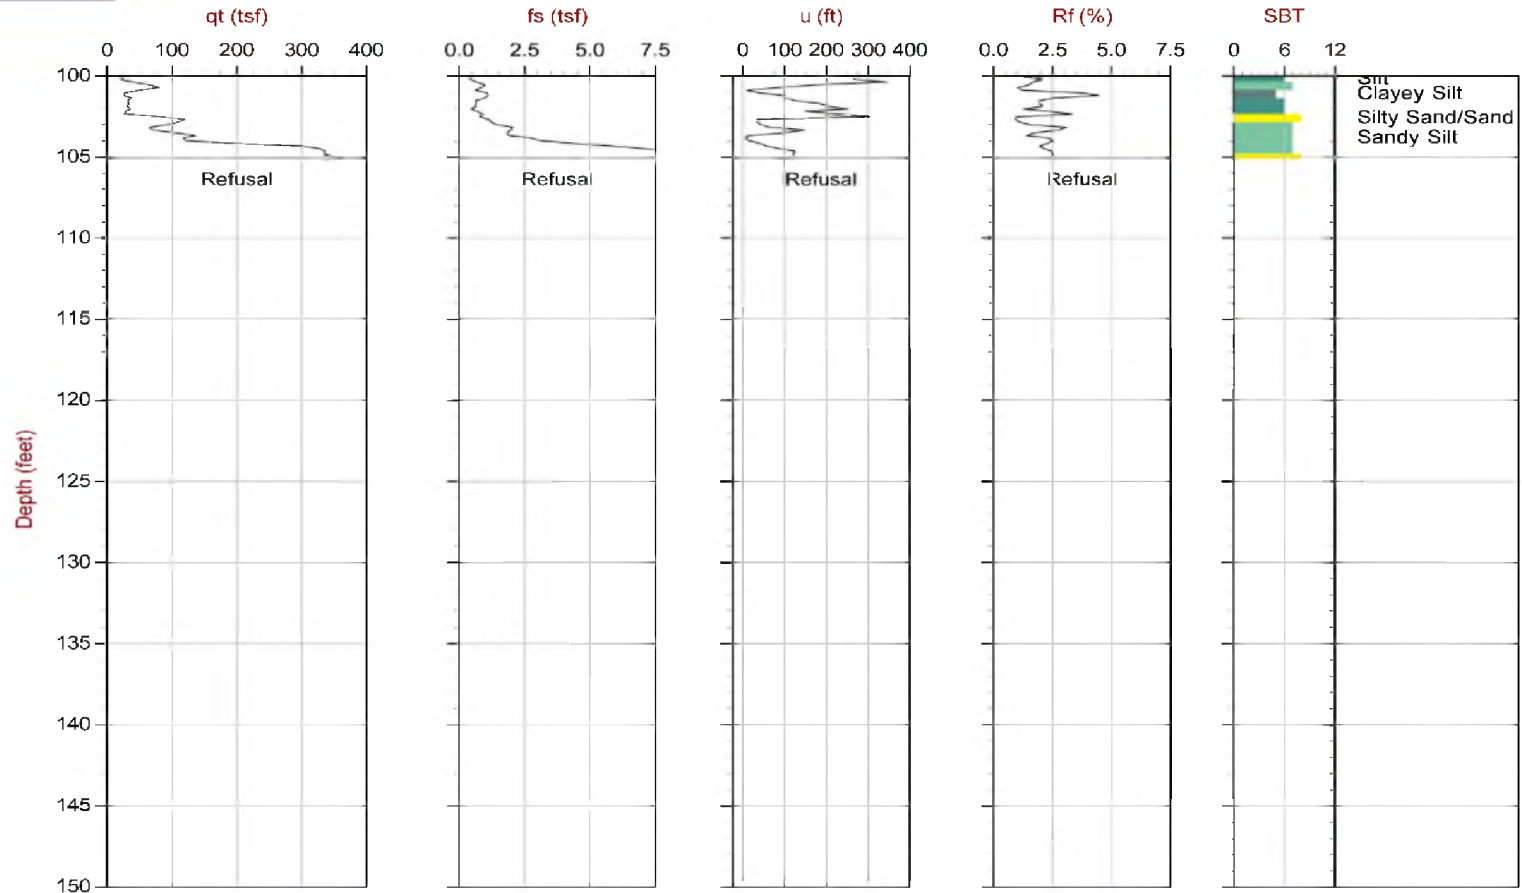 qt (tsf) fs (tsf) u (ft) Rf (%) SBT
0 100 200 300 400 0.0 2.5 5.0 7.5 0 100 200 300 400 0.0 2.5 5.0 7.5 0 6 12
100
Silt
Clayey Silt
Silty Sand/Sand
Sandy Silt
105
Refusal Refusal Refusal Refusal
110
115
120
Depth (feet)
125
130
135
140
145
150